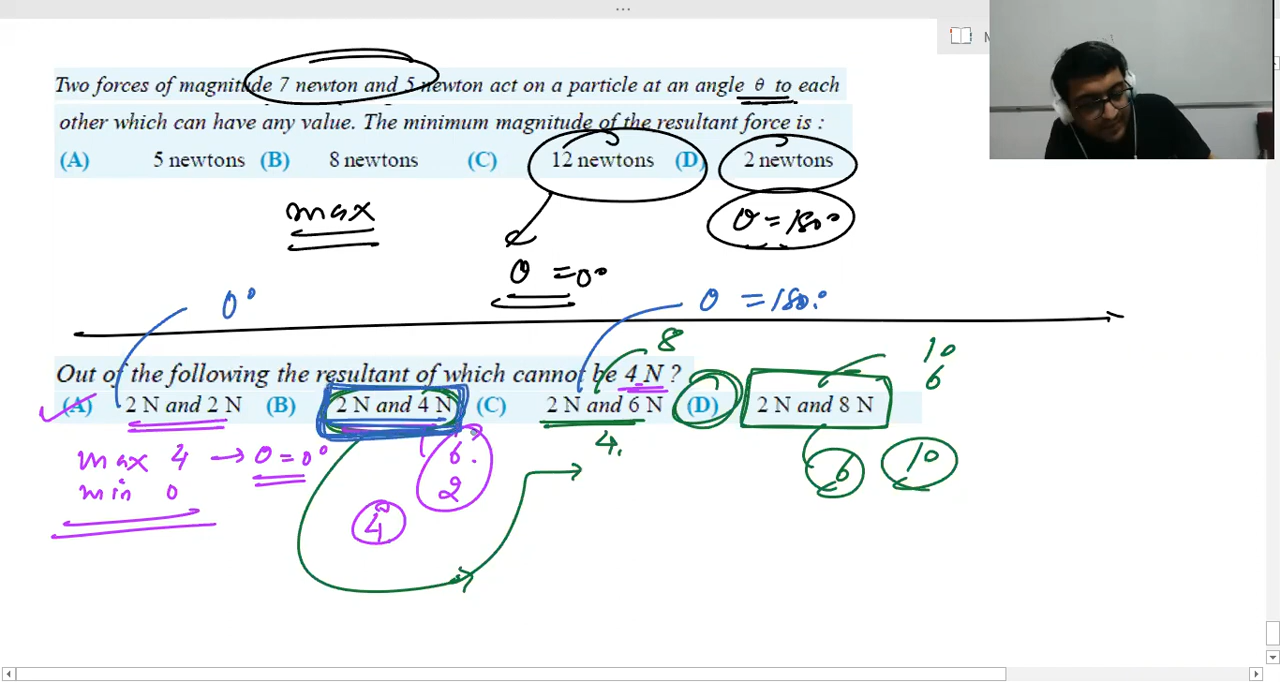 Two forces of magnitude 7 newton and 5 newton act on a particle at an angle θ to each
other which can have any value. The minimum magnitude of the resultant force is :
(A) 5 newtons (B) 8 newtons (C) 12 newtons (D) 2 newtons
max
θ = 180°
θ = 0°
0°
θ = 180°
8
10
6
Out of the following the resultant of which cannot be 4 N ?
(A) 2 N and 2 N (B) 2 N and 4 N (C) 2 N and 6 N (D) 2 N and 8 N
max 4 → θ = 0°
min 0
6
2
4
4
6
10